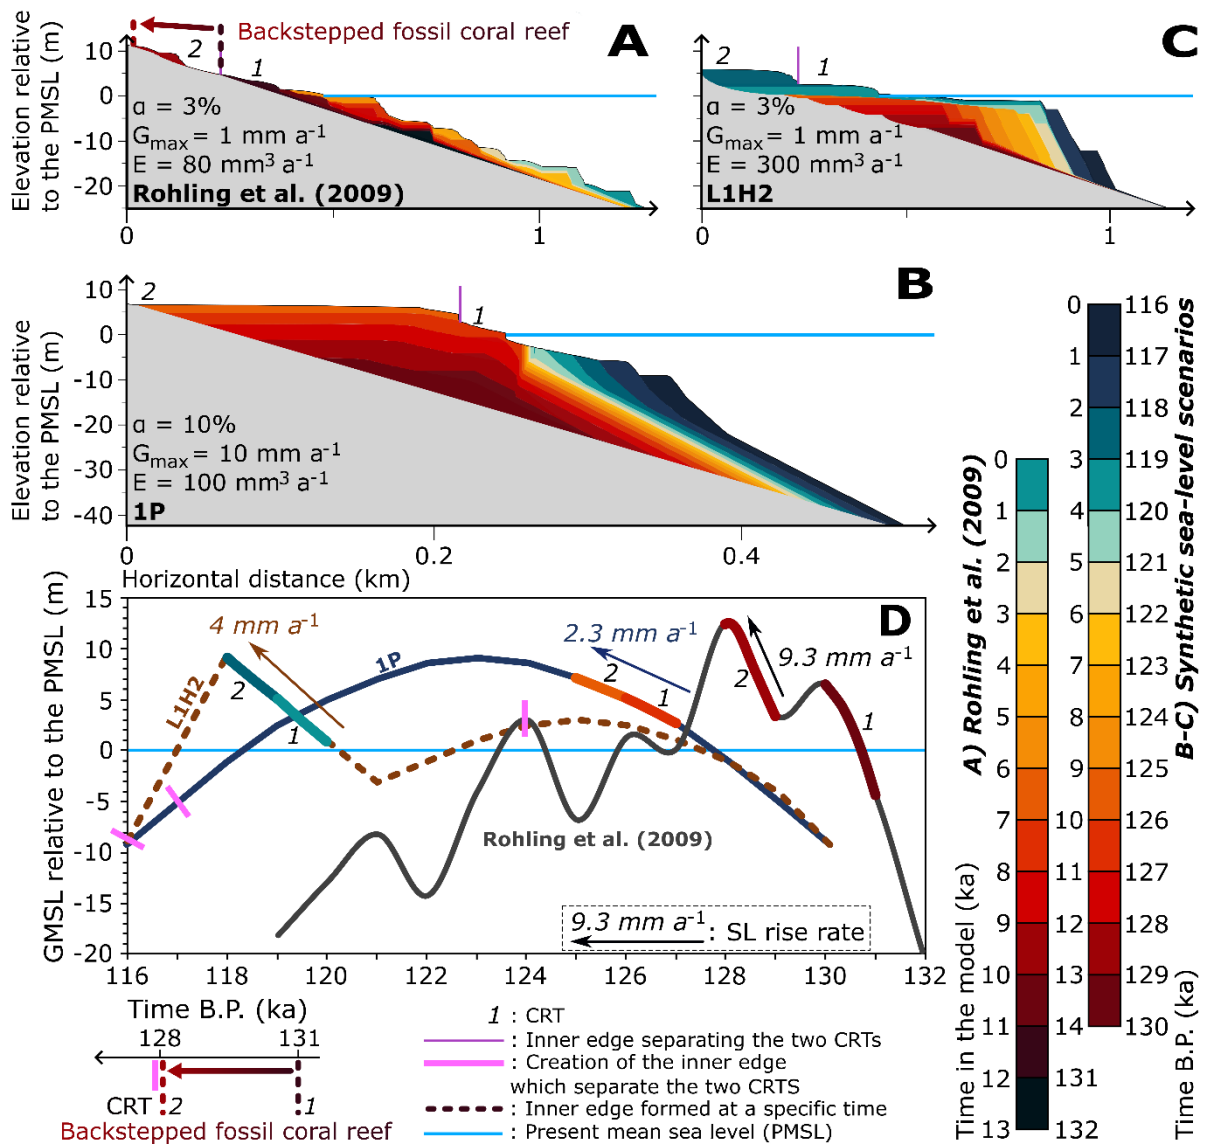 Backstepped fossil coral reef
A
Elevation relative
to the PMSL (m)
10
0
-10
-20
2
1
α = 3%
Gmax = 1 mm a-1
E = 80 mm3 a-1
Rohling et al. (2009)
0
1
C
10
0
-10
-20
2
1
α = 3%
Gmax = 1 mm a-1
E = 300 mm3 a-1
L1H2
0
1
B
Elevation relative
to the PMSL (m)
10
0
-10
-20
-30
-40
2
1
α = 10%
Gmax = 10 mm a-1
E = 100 mm3 a-1
1P
0
0.2
0.4
Horizontal distance (km)
D
GMSL relative to the PMSL (m)
15
10
5
0
-5
-10
-15
-20
4 mm a-1
1P
2.3 mm a-1
9.3 mm a-1
L1H2
2
1
2
1
2
1
Rohling et al. (2009)
9.3 mm a-1
: SL rise rate
116 118 120 122 124 126 128 130 132
Time B.P. (ka)
128 131
CRT 2 1
Backstepped fossil coral reef
1 : CRT
: Inner edge separating the two CRTs
: Creation of the inner edge
which separate the two CRTS
: Inner edge formed at a specific time
: Present mean sea level (PMSL)
A) Rohling et al. (2009)
0
1
2
3
4
5
6
7
8
9
10
11
12
13
Time in the model (ka)
0 116
1 117
2 118
3 119
4 120
5 121
6 122
7 123
8 124
9 125
10 126
11 127
12 128
13 129
14 130
131
132
B-C) Synthetic sea-level scenarios
Time B.P. (ka)